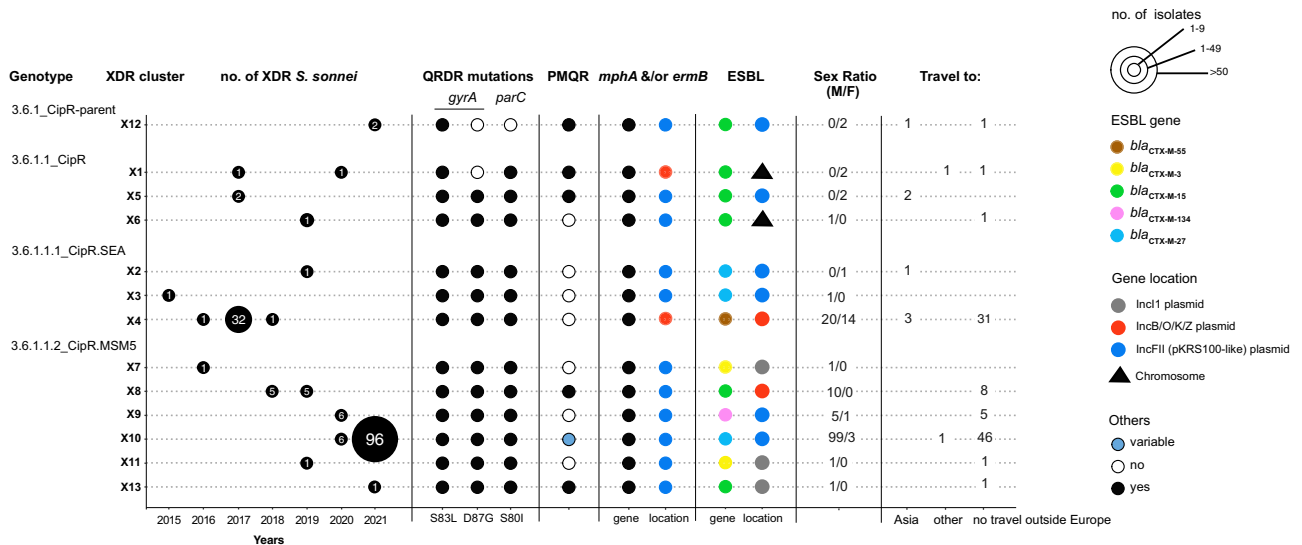 no. of isolates
1-9
1-49
>50
Genotype XDR cluster no. of XDR S. sonnei QRDR mutations PMQR mphA &/or ermB ESBL Sex Ratio (M/F) Travel to:
gyrA parC
3.6.1_CipR-parent
X12 2 0/2 1 1
3.6.1.1_CipR
X1 1 1 0/2 1 1
X5 2 0/2 2
X6 1 1/0 1
3.6.1.1.1_CipR.SEA
X2 1 0/1 1
X3 1 1/0
X4 1 32 1 20/14 3 31
3.6.1.1.2_CipR.MSM5
X7 1 1/0
X8 5 5 10/0 8
X9 6 5/1 5
X10 6 96 99/3 1 46
X11 1 1/0 1
X13 1 1/0 1
2015 2016 2017 2018 2019 2020 2021 S83L D87G S80I gene location gene location Asia other no travel outside Europe
Years
ESBL gene
blaCTX-M-55
blaCTX-M-3
blaCTX-M-15
blaCTX-M-134
blaCTX-M-27
Gene location
IncI1 plasmid
IncB/O/K/Z plasmid
IncFII (pKRS100-like) plasmid
Chromosome
Others
variable
no
yes